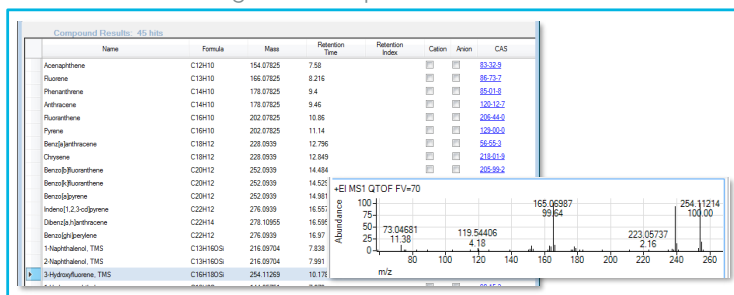 Compound Results: 45 hits
Name Formula Mass Retention Time Retention Index Cation Anion CAS
Acenaphthene C12H10 154.07825 7.58 83-32-9
Fluorene C13H10 166.07825 8.216 86-73-7
Phenanthrene C14H10 178.07825 9.4 85-01-8
Anthracene C14H10 178.07825 9.46 120-12-7
Fluoranthene C16H10 202.07825 10.86 206-44-0
Pyrene C16H10 202.07825 11.14 129-00-0
Benz[a]anthracene C18H12 228.0939 12.796 56-55-3
Chrysene C18H12 228.0939 12.849 218-01-9
Benzo[b]fluoranthene C20H12 252.0939 14.484 205-99-2
Benzo[k]fluoranthene C20H12 252.0939 14.529
Benzo[a]pyrene C20H12 252.0939 14.981
Indeno[1,2,3-cd]pyrene C22H12 276.0939 16.557
Dibenz[a,h]anthracene C22H14 278.10955 16.595
Benzo[ghi]perylene C22H12 276.0939 16.97
1-Naphthalenol, TMS C13H16OSi 216.09704 7.838
2-Naphthalenol, TMS C13H16OSi 216.09704 7.991
3-Hydroxyfluorene, TMS C16H18OSi 254.11269 10.178
+EI MS1 QTOF FV=70
Abundance
100
75
50
25
0
73.04681
11.38
119.54406
4.18
165.06987
99.64
223.05737
2.16
254.11214
100.00
80 100 120 140 160 180 200 220 240 260
m/z